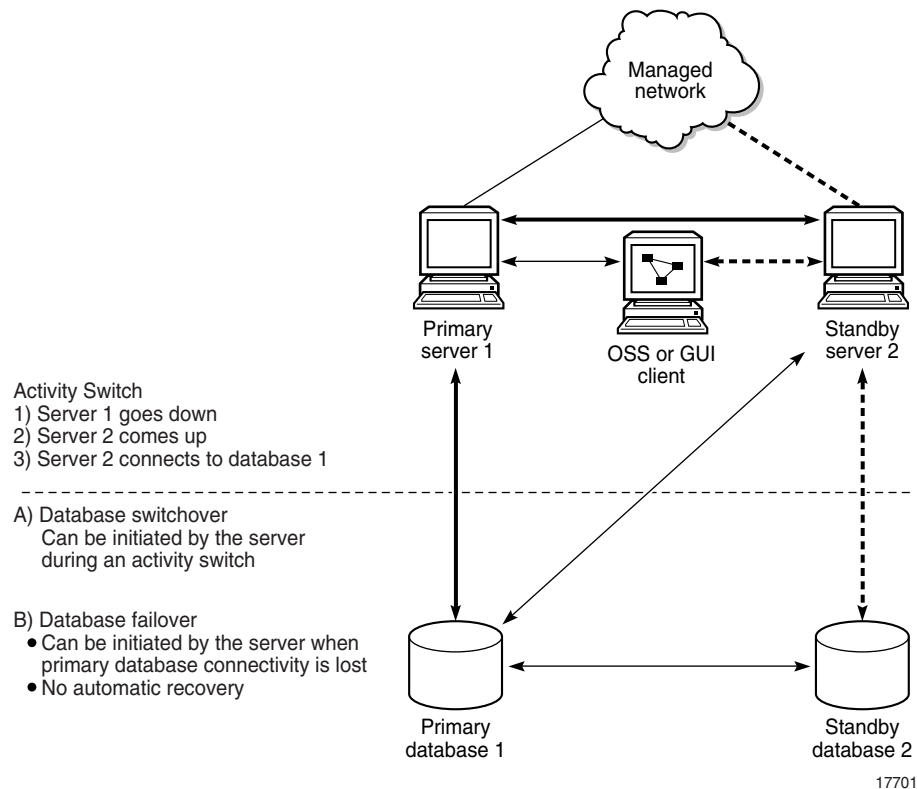 Managed
network
Primary
server 1
OSS or GUI
client
Standby
server 2
Activity Switch
1) Server 1 goes down
2) Server 2 comes up
3) Server 2 connects to database 1
A) Database switchover
Can be initiated by the server
during an activity switch
B) Database failover
• Can be initiated by the server when
primary database connectivity is lost
• No automatic recovery
Primary
database 1
Standby
database 2
17701